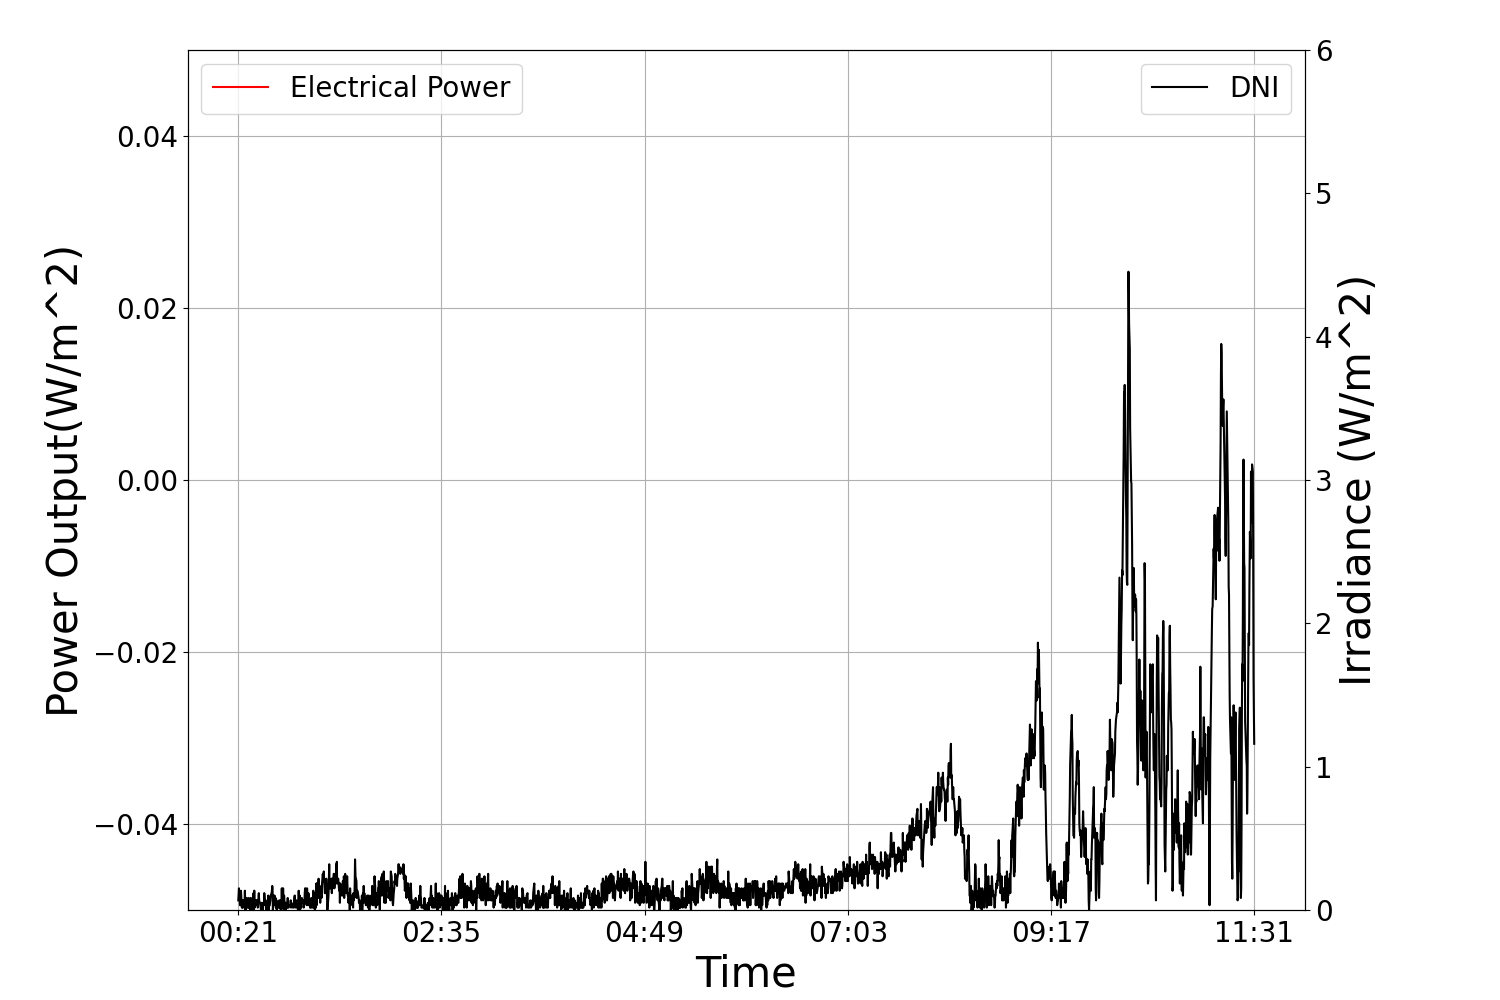 Electrical Power
DNI
Power Output(W/m^2)
0.04
0.02
0.00
−0.02
−0.04
6
5
4
3
2
1
0
Irradiance (W/m^2)
00:21 02:35 04:49 07:03 09:17 11:31
Time